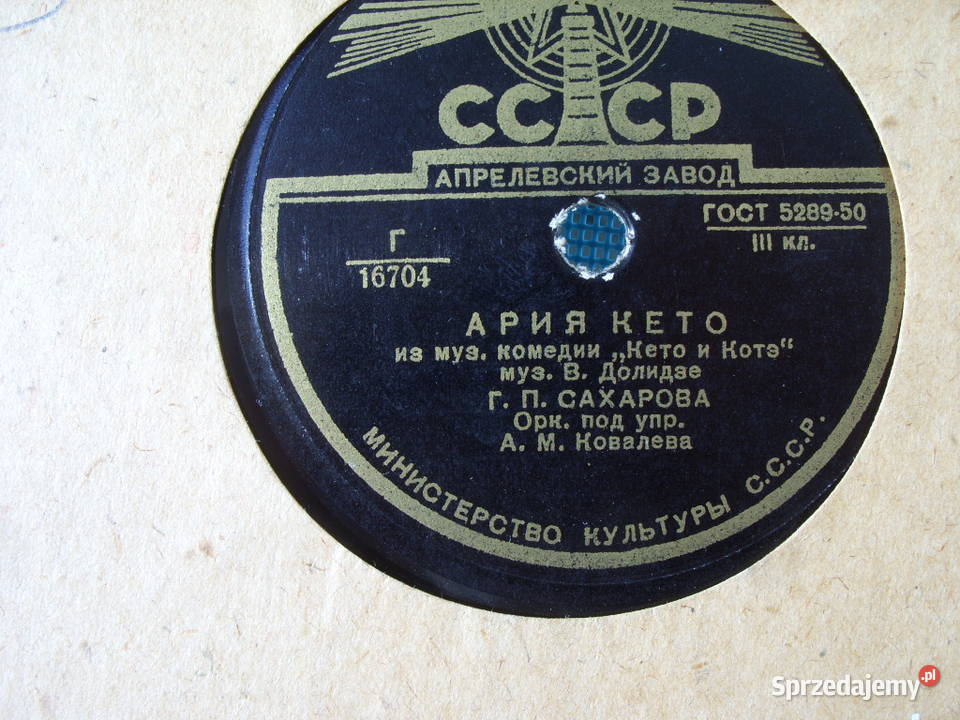 СССР
АПРЕЛЕВСКИЙ ЗАВОД
ГОСТ 5289-50
III кл.
Г
16704
АРИЯ КЕТО
из муз. комедии „Кето и Котэ“
муз. В. Долидзе
Г. П. САХАРОВА
Орк. под упр.
А. М. Ковалева
МИНИСТЕРСТВО КУЛЬТУРЫ С.С.С.Р.
Sprzedajemy.pl